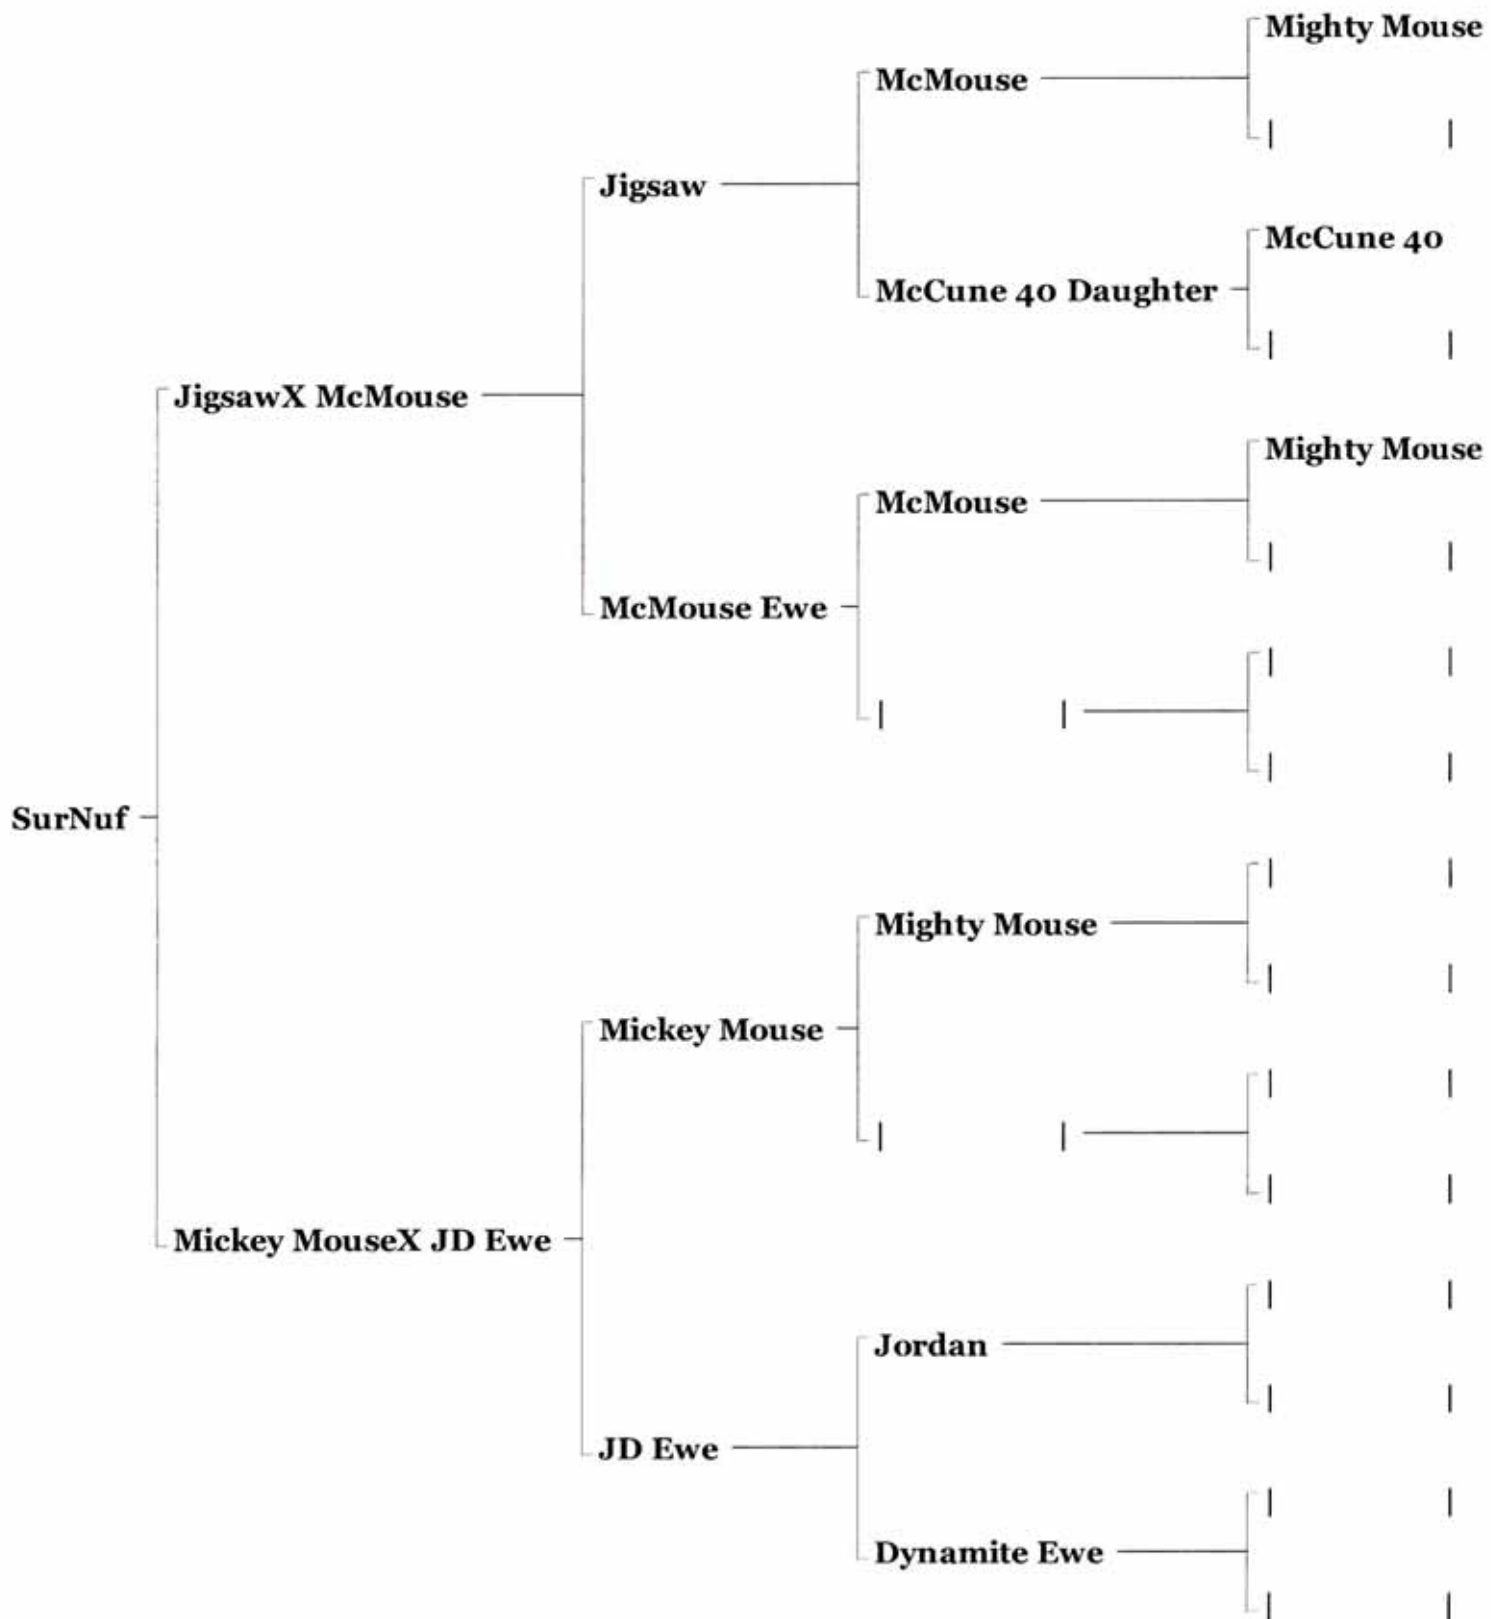 Mighty Mouse
McMouse
Jigsaw
McCune 40
McCune 40 Daughter
JigsawX McMouse
Mighty Mouse
McMouse
McMouse Ewe
SurNuf
Mighty Mouse
Mickey Mouse
Mickey MouseX JD Ewe
Jordan
JD Ewe
Dynamite Ewe